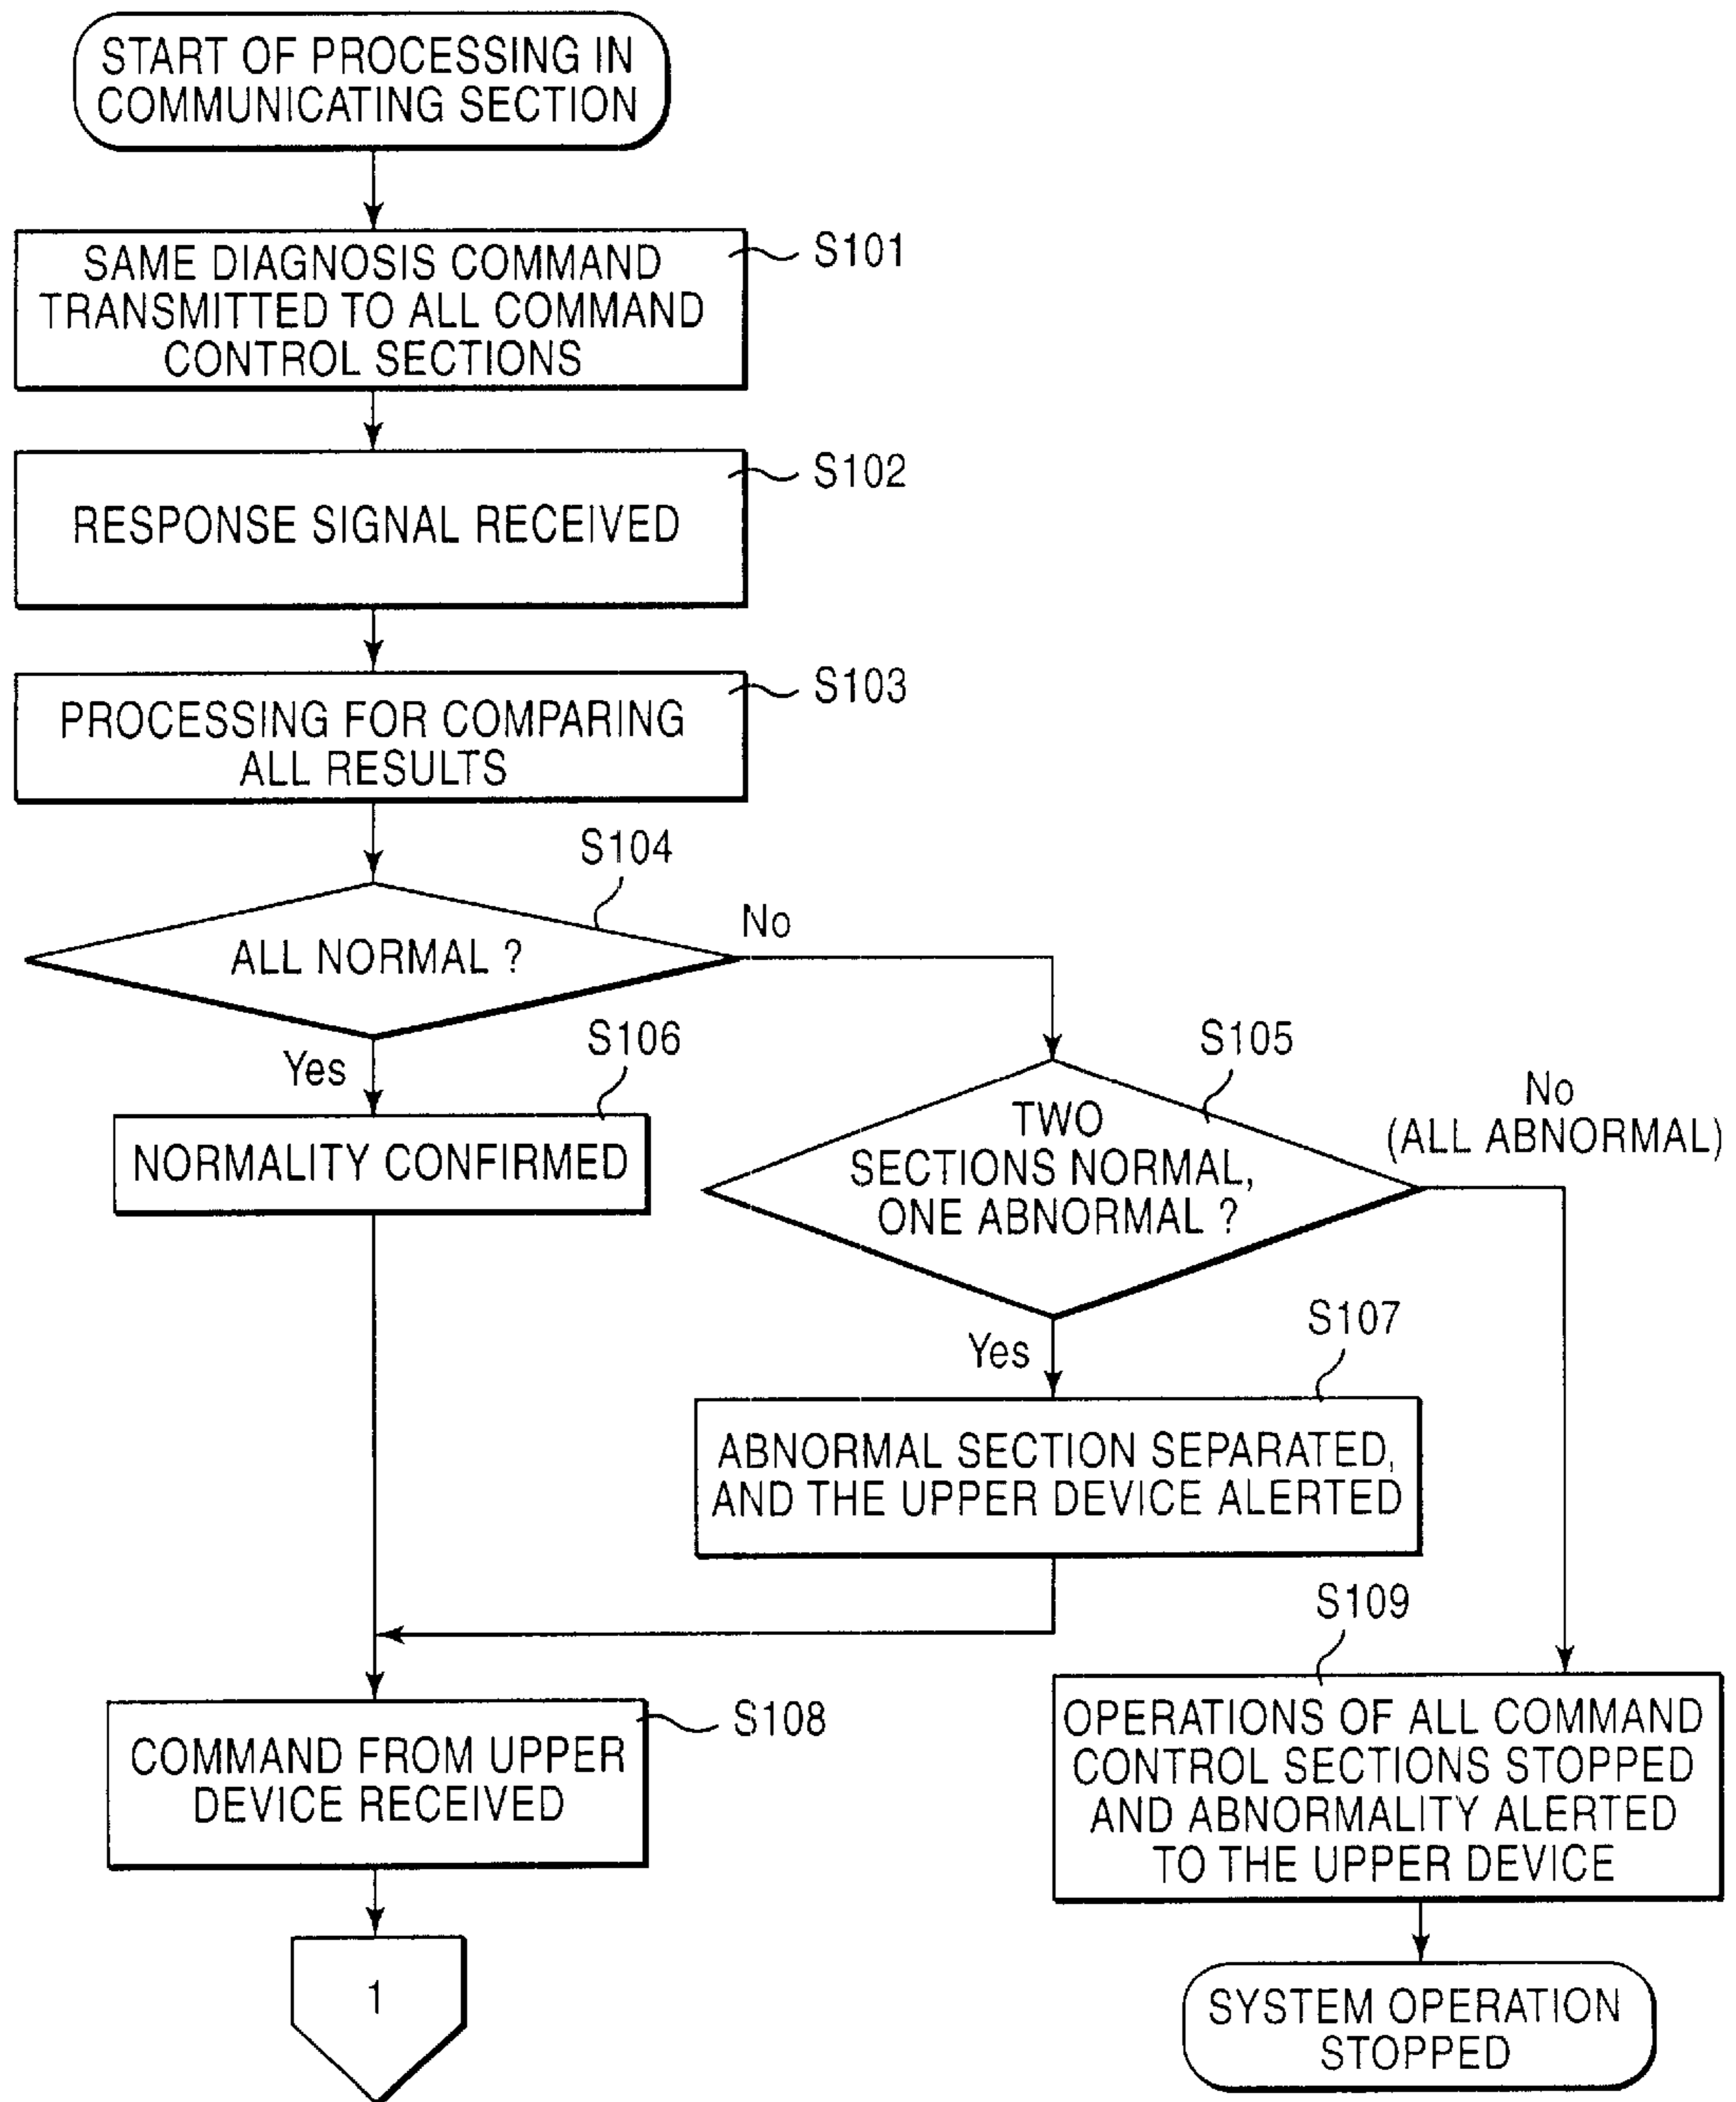 START OF PROCESSING IN
COMMUNICATING SECTION
S101
SAME DIAGNOSIS COMMAND
TRANSMITTED TO ALL COMMAND
CONTROL SECTIONS
S102
RESPONSE SIGNAL RECEIVED
S103
PROCESSING FOR COMPARING
ALL RESULTS
S104
ALL NORMAL ?
No
Yes
S106
NORMALITY CONFIRMED
S105
TWO
SECTIONS NORMAL,
ONE ABNORMAL ?
No
(ALL ABNORMAL)
Yes
S107
ABNORMAL SECTION SEPARATED,
AND THE UPPER DEVICE ALERTED
S108
COMMAND FROM UPPER
DEVICE RECEIVED
S109
OPERATIONS OF ALL COMMAND
CONTROL SECTIONS STOPPED
AND ABNORMALITY ALERTED
TO THE UPPER DEVICE
1
SYSTEM OPERATION
STOPPED